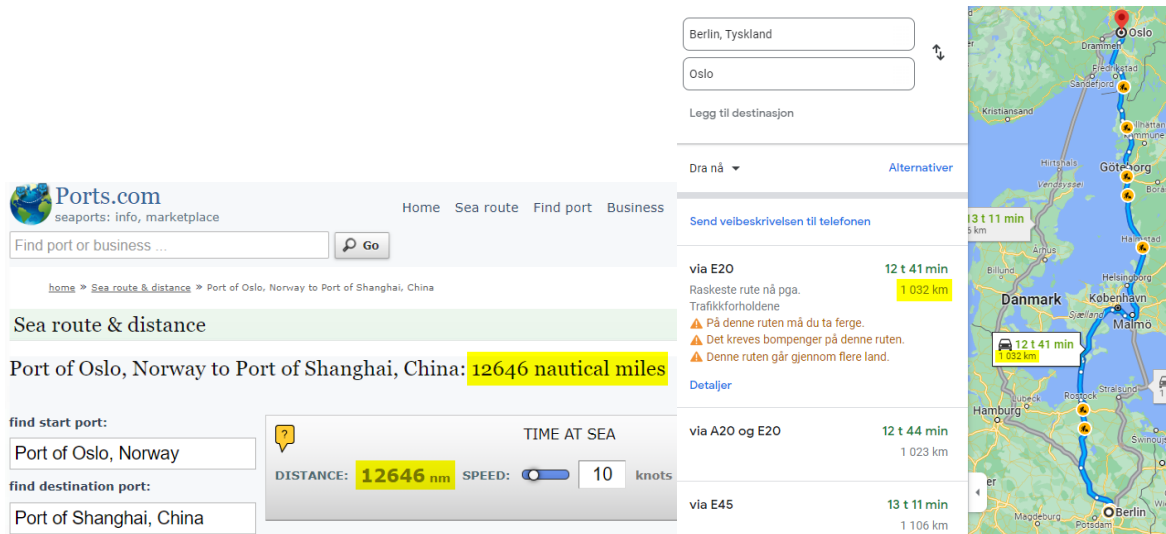 Ports.com
seaports: info, marketplace
Home Sea route Find port Business
Find port or business ...
Go
home » Sea route & distance » Port of Oslo, Norway to Port of Shanghai, China
Sea route & distance
Port of Oslo, Norway to Port of Shanghai, China: 12646 nautical miles
find start port:
Port of Oslo, Norway
find destination port:
Port of Shanghai, China
?
TIME AT SEA
DISTANCE: 12646 nm SPEED: 10 knots
Berlin, Tyskland
Oslo
Legg til destinasjon
Dra nå
Alternativer
Send veibeskrivelsen til telefonen
via E20 12 t 41 min
Raskeste rute nå pga. 1 032 km
Trafikkforholdene
På denne ruten må du ta ferge.
Det kreves bompenger på denne ruten.
Denne ruten går gjennom flere land.
Detaljer
via A20 og E20 12 t 44 min
1 023 km
via E45 13 t 11 min
1 106 km
Oslo
Drammen
Fredrikstad
Sandefjord
Kristiansand
Hirtshals
Göteborg
Vendsyssel
13 t 11 min
Århus
Halmstad
Billund
Helsingborg
Danmark
København
Sjælland
Malmö
12 t 41 min
1 032 km
Stralsund
Rostock
Lübeck
Hamburg
Berlin
Magdeburg
Potsdam